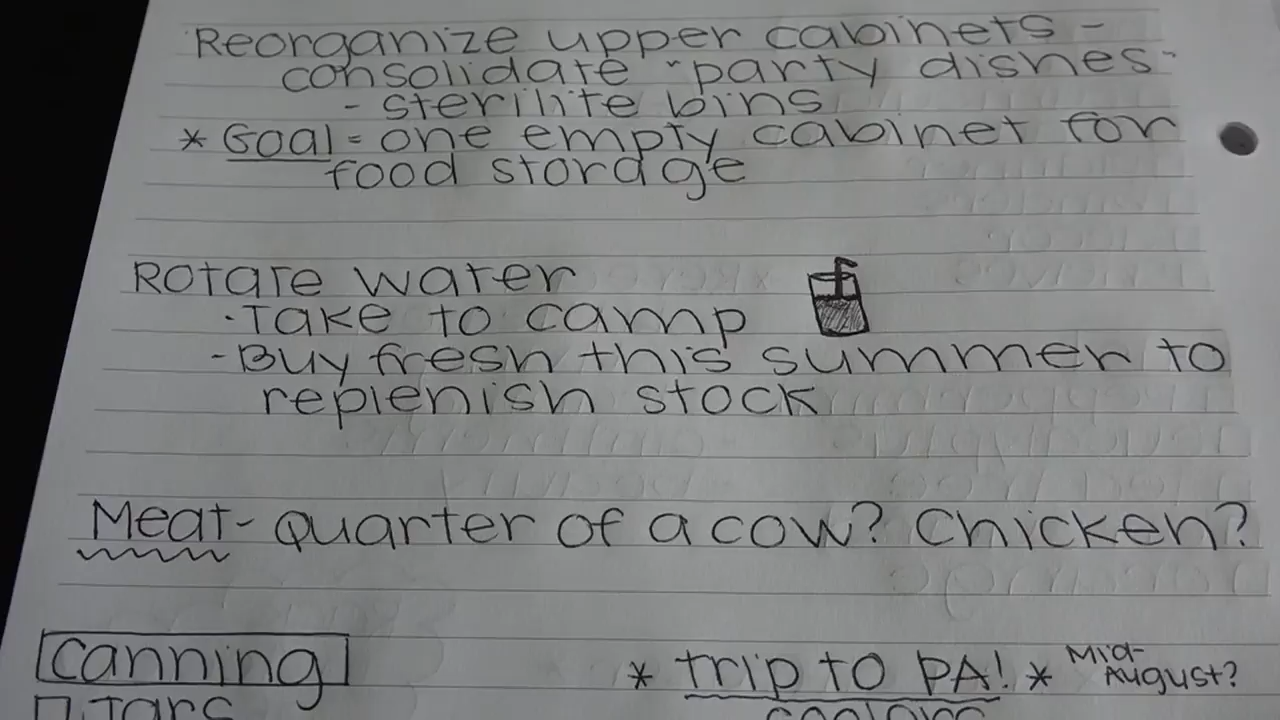 Reorganize upper cabinets -
consolidate "party dishes"
- sterilite bins
* Goal = one empty cabinet for
food storage
Rotate water
- Take to camp
- Buy fresh this summer to
replenish stock
Meat - quarter of a cow? Chicken?
Canning
* trip to PA! * Mid-
August?
Jars